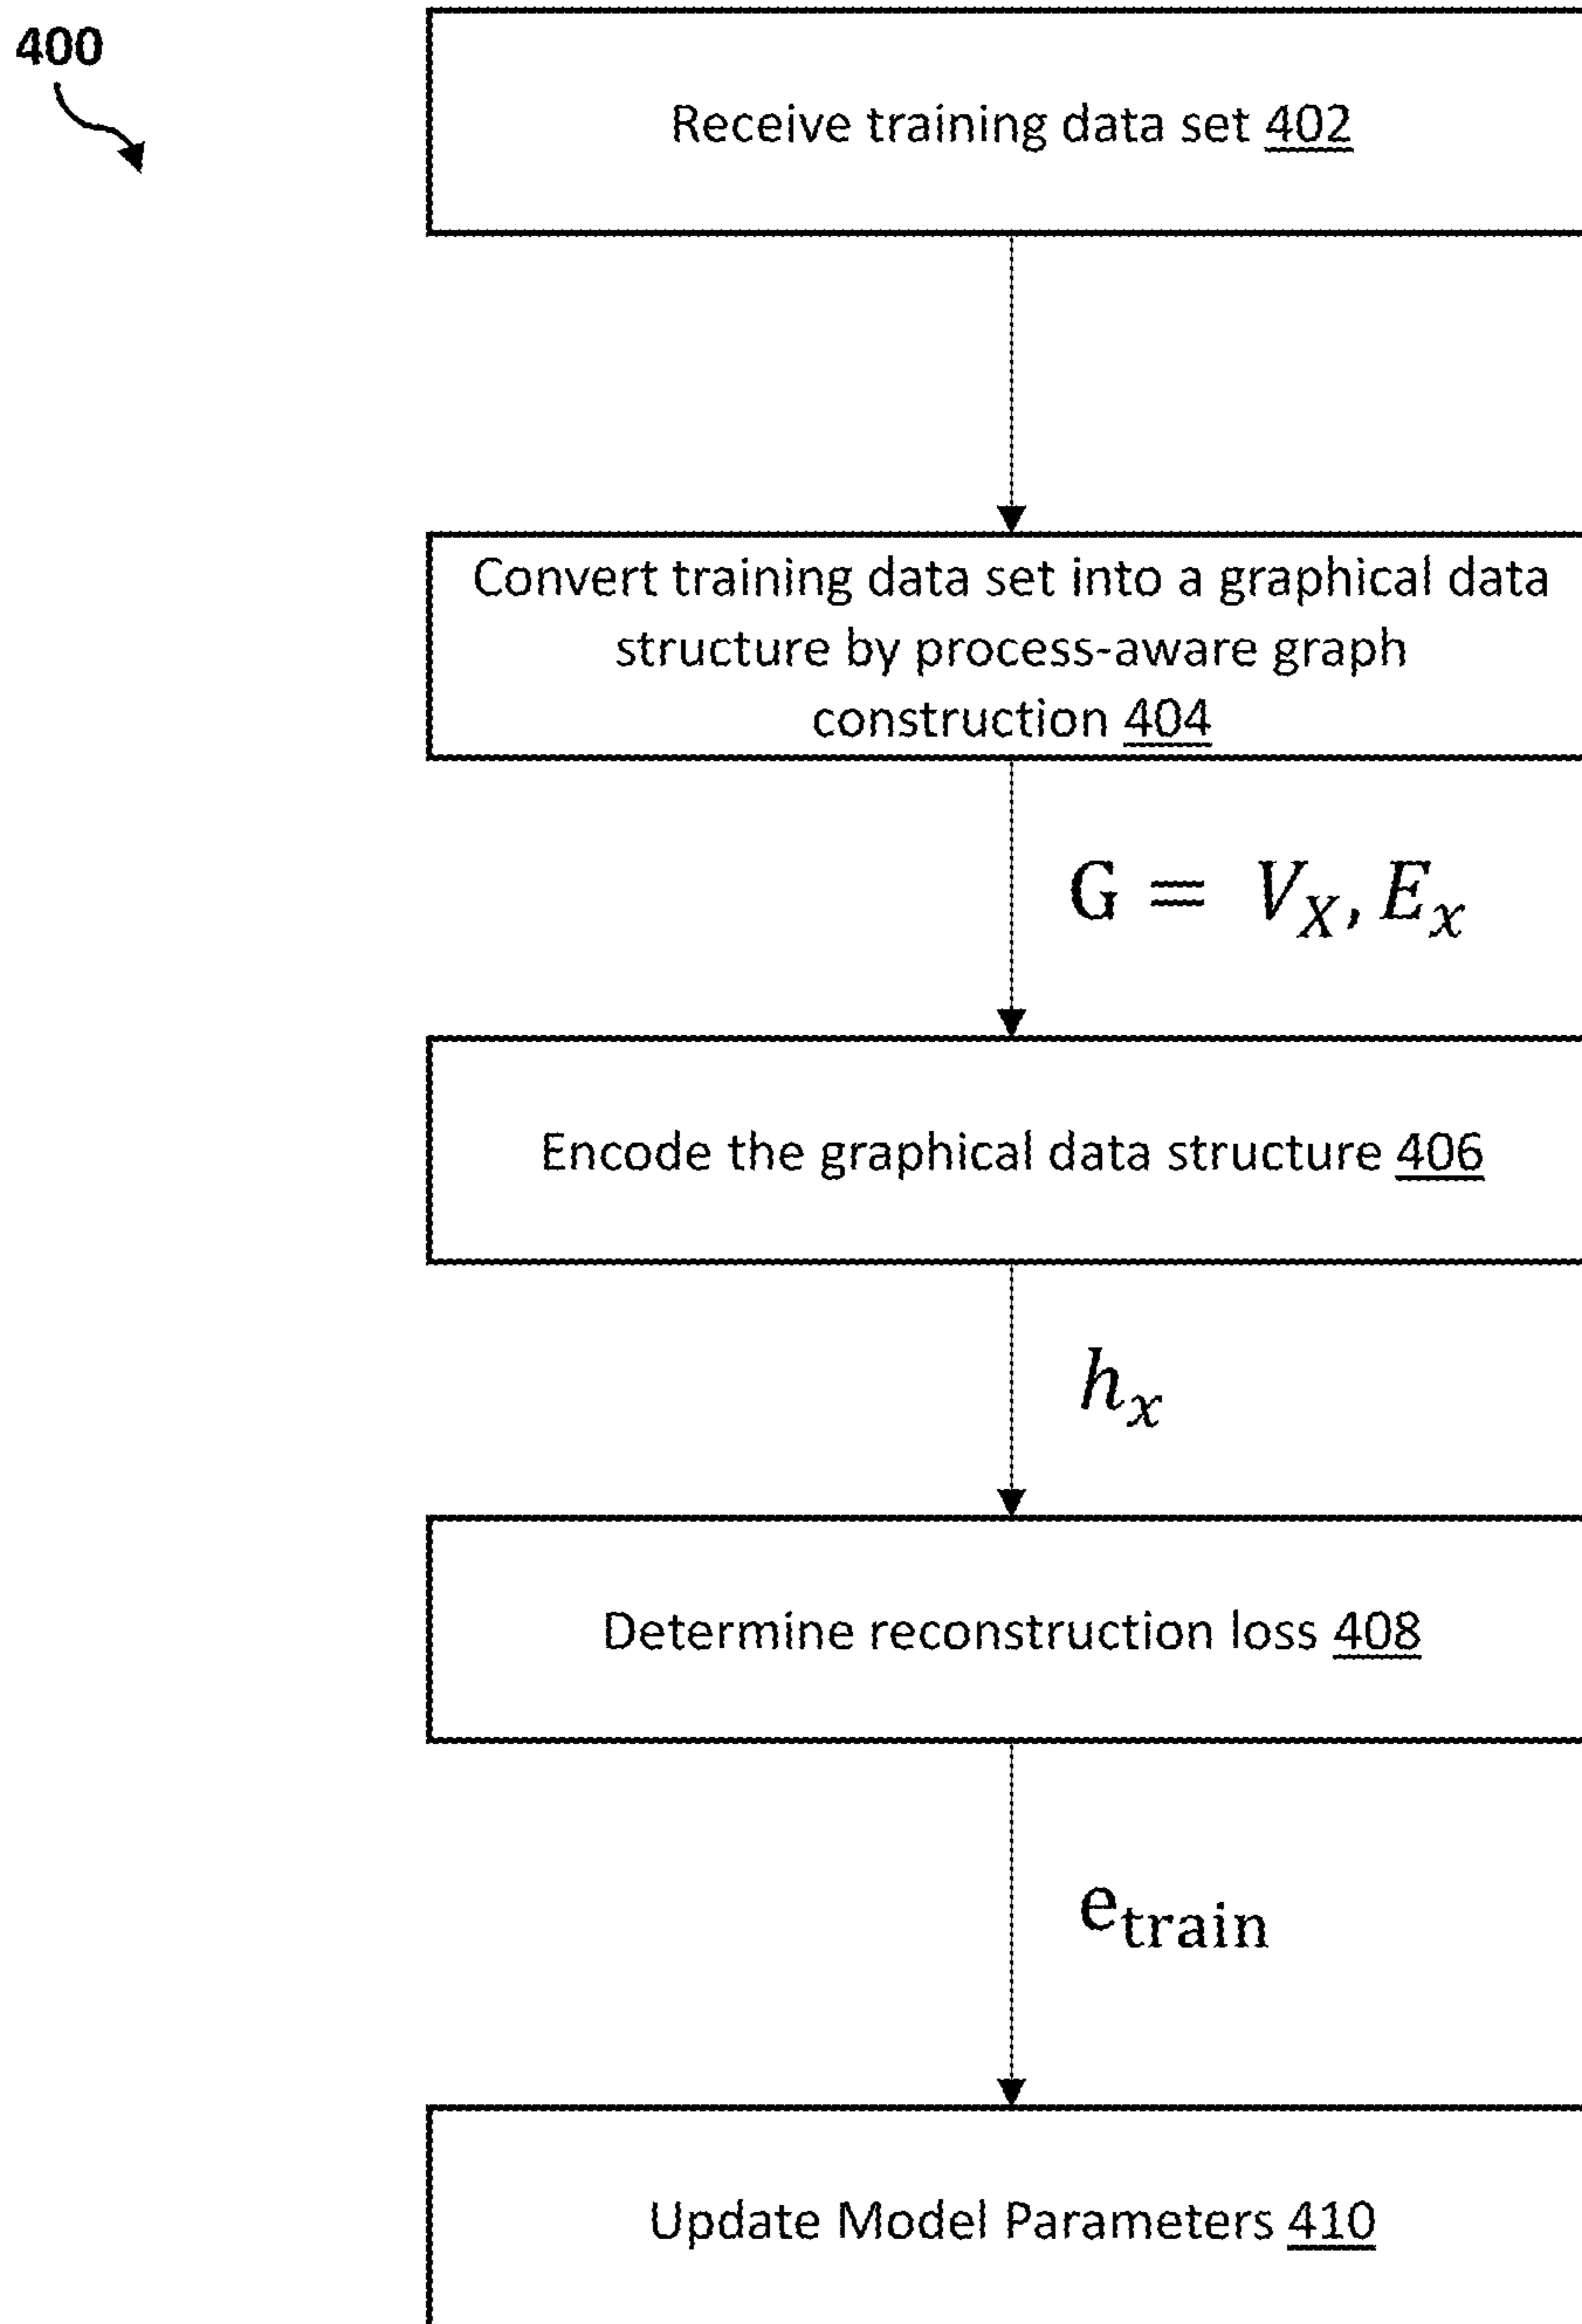 400
Receive training data set 402
Convert training data set into a graphical data
structure by process-aware graph
construction 404
G = V_X, E_x
Encode the graphical data structure 406
h_x
Determine reconstruction loss 408
e_train
Update Model Parameters 410